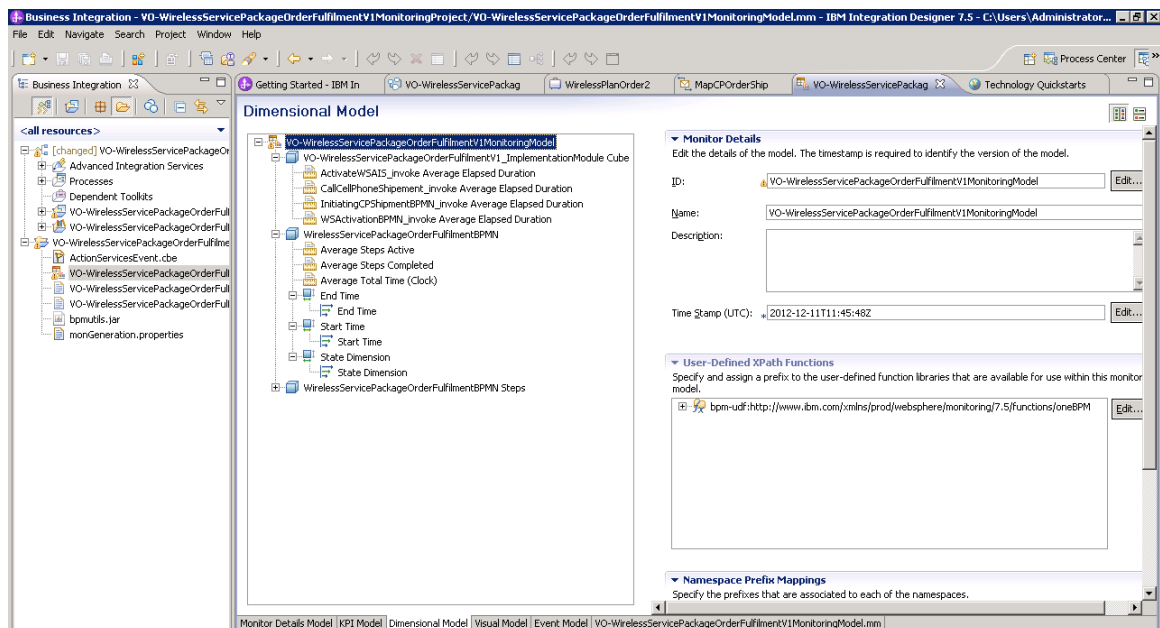 Business Integration - VO-WirelessServicePackageOrderFulfilmentV1MonitoringProject/VO-WirelessServicePackageOrderFulfilmentV1MonitoringModel.mm - IBM Integration Designer 7.5 - C:\Users\Administrator...
File Edit Navigate Search Project Window Help
Process Center
Business Integration
Getting Started - IBM In
VO-WirelessServicePackag
WirelessPlanOrder2
MapCPOrderShip
VO-WirelessServicePackag
Technology Quickstarts
<all resources>
[changed] VO-WirelessServicePackageOr
Advanced Integration Services
Processes
Dependent Toolkits
VO-WirelessServicePackageOrderFull
VO-WirelessServicePackageOrderFull
VO-WirelessServicePackageOrderFulfilme
ActionServicesEvent.cbe
VO-WirelessServicePackageOrderFull
VO-WirelessServicePackageOrderFull
VO-WirelessServicePackageOrderFull
bpmutils.jar
monGeneration.properties
Dimensional Model
VO-WirelessServicePackageOrderFulfilmentV1MonitoringModel
VO-WirelessServicePackageOrderFulfilmentV1_ImplementationModule Cube
ActivateWSAIS_invoke Average Elapsed Duration
CallCellPhoneShipement_invoke Average Elapsed Duration
InitiatingCPShipmentBPMN_invoke Average Elapsed Duration
WSActivationBPMN_invoke Average Elapsed Duration
WirelessServicePackageOrderFulfilmentBPMN
Average Steps Active
Average Steps Completed
Average Total Time (Clock)
End Time
End Time
Start Time
Start Time
State Dimension
State Dimension
WirelessServicePackageOrderFulfilmentBPMN Steps
Monitor Details
Edit the details of the model. The timestamp is required to identify the version of the model.
ID: VO-WirelessServicePackageOrderFulfilmentV1MonitoringModel Edit...
Name: VO-WirelessServicePackageOrderFulfilmentV1MonitoringModel
Description:
Time Stamp (UTC): * 2012-12-11T11:45:48Z Edit...
User-Defined XPath Functions
Specify and assign a prefix to the user-defined function libraries that are available for use within this monitor
model.
bpm-udf:http://www.ibm.com/xmlns/prod/websphere/monitoring/7.5/functions/oneBPM Edit...
Namespace Prefix Mappings
Specify the prefixes that are associated to each of the namespaces.
Monitor Details Model KPI Model Dimensional Model Visual Model Event Model VO-WirelessServicePackageOrderFulfilmentV1MonitoringModel.mm